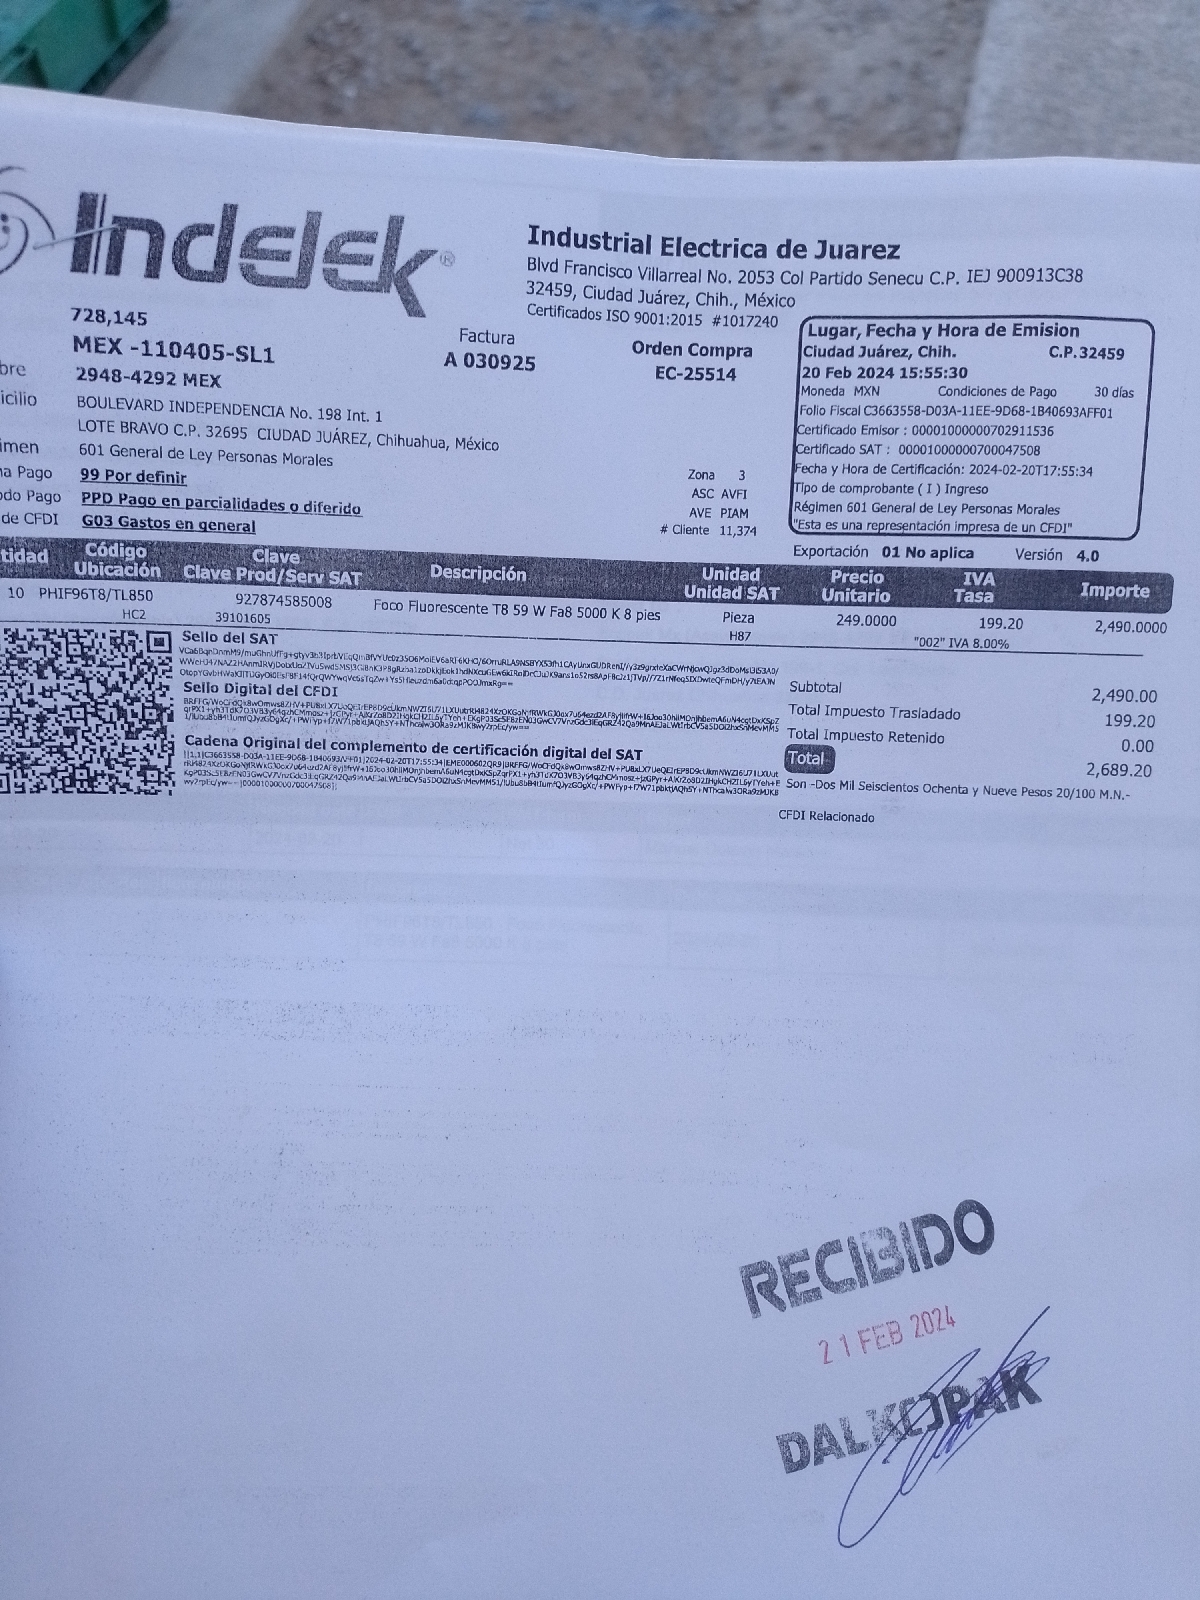 Indelek®
Industrial Electrica de Juarez
Blvd Francisco Villarreal No. 2053 Col Partido Senecu C.P. IEJ 900913C38
32459, Ciudad Juárez, Chih., México
Certificados ISO 9001:2015 #1017240
728,145
MEX -110405-SL1
2948-4292 MEX
BOULEVARD INDEPENDENCIA No. 198 Int. 1
LOTE BRAVO C.P. 32695 CIUDAD JUÁREZ, Chihuahua, México
601 General de Ley Personas Morales
99 Por definir
Pago PPD Pago en parcialidades o diferido
de CFDI G03 Gastos en general
Factura
A 030925
Orden Compra
EC-25514
Zona 3
ASC AVFI
AVE PIAM
# Cliente 11,374
Lugar, Fecha y Hora de Emision
Ciudad Juárez, Chih. C.P.32459
20 Feb 2024 15:55:30
Moneda MXN Condiciones de Pago 30 días
Folio Fiscal C3663558-D03A-11EE-9D68-1B40693AFF01
Certificado Emisor : 00001000000702911536
Certificado SAT : 00001000000700047508
Fecha y Hora de Certificación: 2024-02-20T17:55:34
Tipo de comprobante ( I ) Ingreso
Régimen 601 General de Ley Personas Morales
"Esta es una representación impresa de un CFDI"
Exportación 01 No aplica Versión 4.0
Código Ubicación Clave Clave Prod/Serv SAT Descripción Unidad Unidad SAT Precio Unitario IVA Tasa Importe
10 PHIF96T8/TL850 927874585008 Foco Fluorescente T8 59 W Fa8 5000 K 8 pies Pieza 249.0000 199.20 2,490.0000
HC2 39101605 H87 "002" IVA 8.00%
Sello del SAT
Sello Digital del CFDI
Cadena Original del complemento de certificación digital del SAT
Subtotal 2,490.00
Total Impuesto Trasladado 199.20
Total Impuesto Retenido 0.00
Total 2,689.20
Son -Dos Mil Seiscientos Ochenta y Nueve Pesos 20/100 M.N.-
CFDI Relacionado
RECIBIDO
21 FEB 2024
DALKOPAK